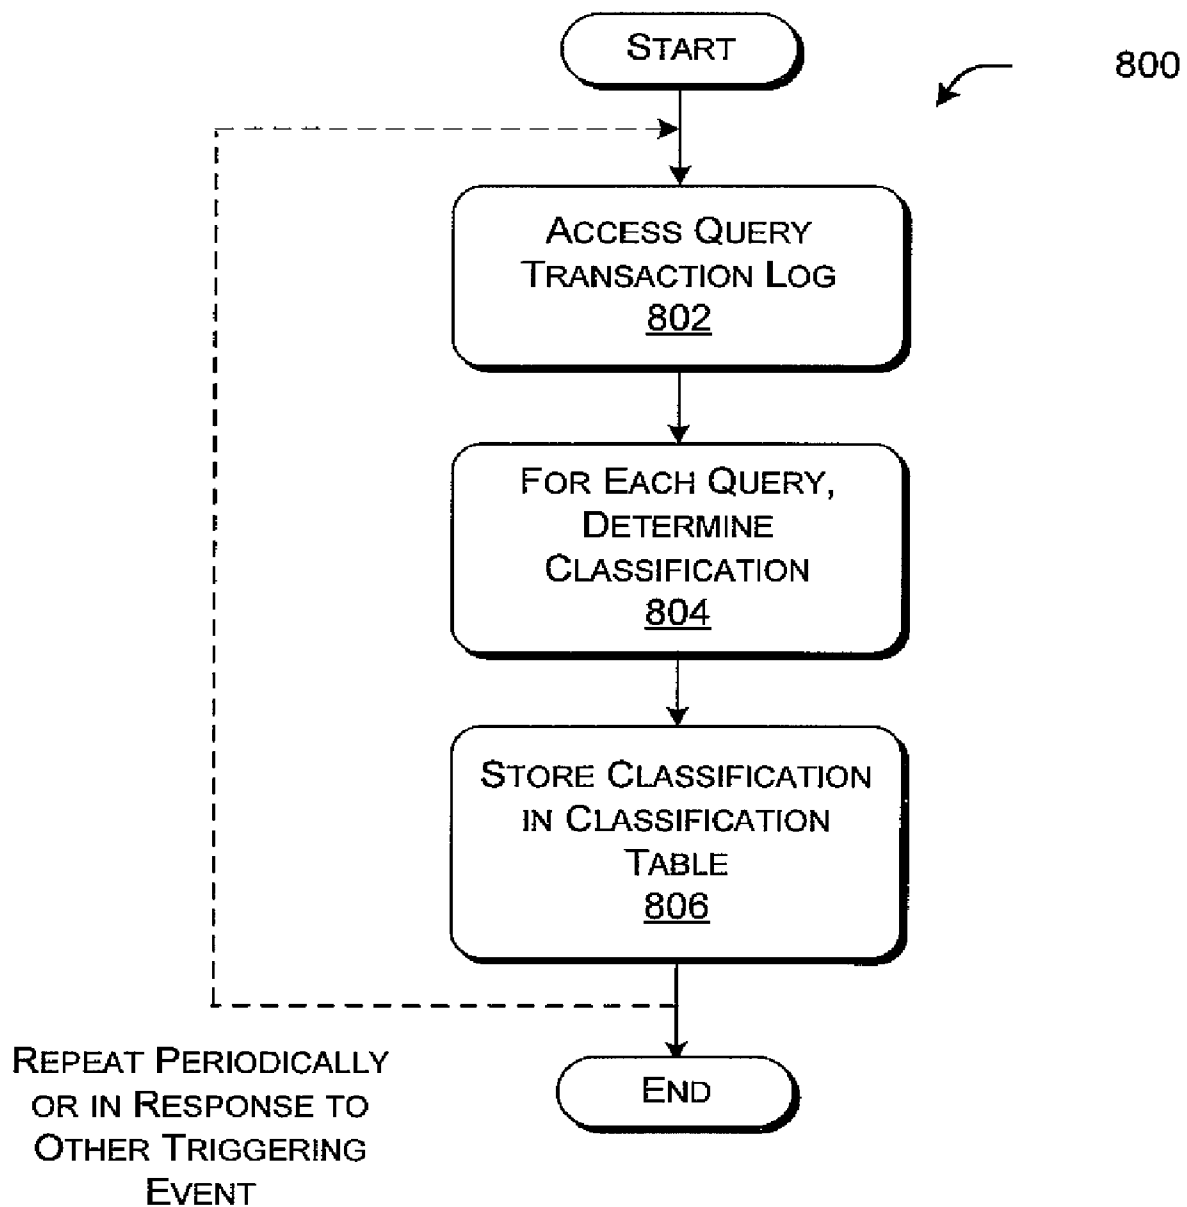 START
800
ACCESS QUERY
TRANSACTION LOG
802
FOR EACH QUERY,
DETERMINE
CLASSIFICATION
804
STORE CLASSIFICATION
IN CLASSIFICATION
TABLE
806
END
REPEAT PERIODICALLY
OR IN RESPONSE TO
OTHER TRIGGERING
EVENT